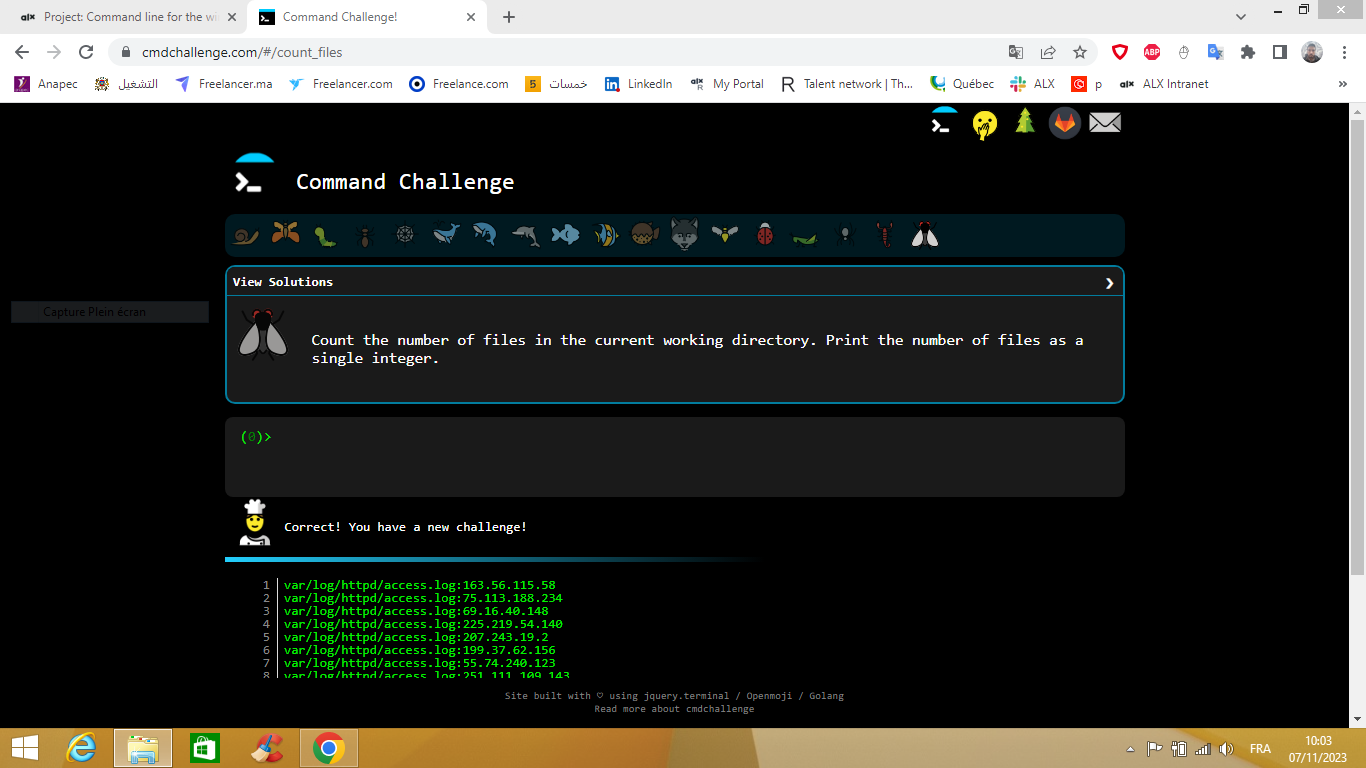 Project: Command line for the wi
Command Challenge!
cmdchallenge.com/#/count_files
ABP
Anapec
التشغيل
Freelancer.ma
Freelancer.com
Freelance.com
5 خمسات
LinkedIn
My Portal
Talent network | Th...
Québec
ALX
p
ALX Intranet
Command Challenge
View Solutions
Capture Plein écran
Count the number of files in the current working directory. Print the number of files as a
single integer.
(0)>
Correct! You have a new challenge!
1 var/log/httpd/access.log:163.56.115.58
2 var/log/httpd/access.log:75.113.188.234
3 var/log/httpd/access.log:69.16.40.148
4 var/log/httpd/access.log:225.219.54.140
5 var/log/httpd/access.log:207.243.19.2
6 var/log/httpd/access.log:199.37.62.156
7 var/log/httpd/access.log:55.74.240.123
8 var/log/httpd/access.log:251.111.109.143
Site built with ♡ using jquery.terminal / Openmoji / Golang
Read more about cmdchallenge
FRA
10:03
07/11/2023